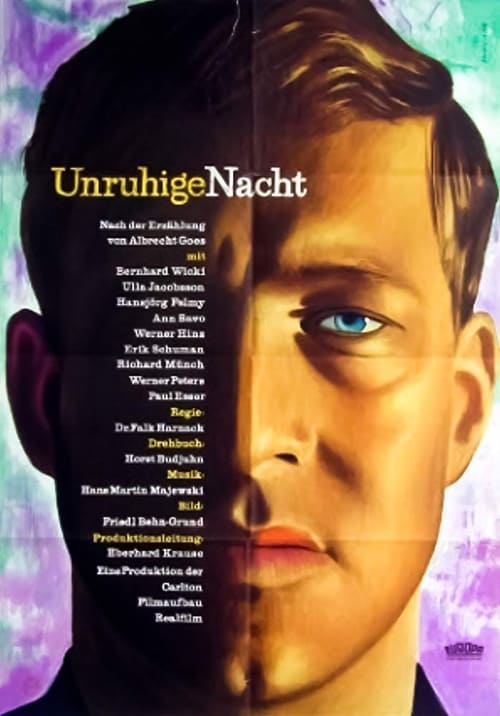 Unruhige Nacht
Nach der Erzählung
von Albrecht Goes
mit
Bernhard Wicki
Ulla Jacobsson
Hansjörg Felmy
Ann Savo
Werner Hinz
Erik Schuman
Richard Münch
Werner Peters
Paul Esser
Regie:
Dr. Falk Harnack
Drehbuch:
Horst Budjuhn
Musik:
Hans Martin Majewski
Bild:
Friedl Behn-Grund
Produktionsleitung:
Eberhard Krause
Eine Produktion der
Carlton
Filmaufbau
Realfilm
EUROPA